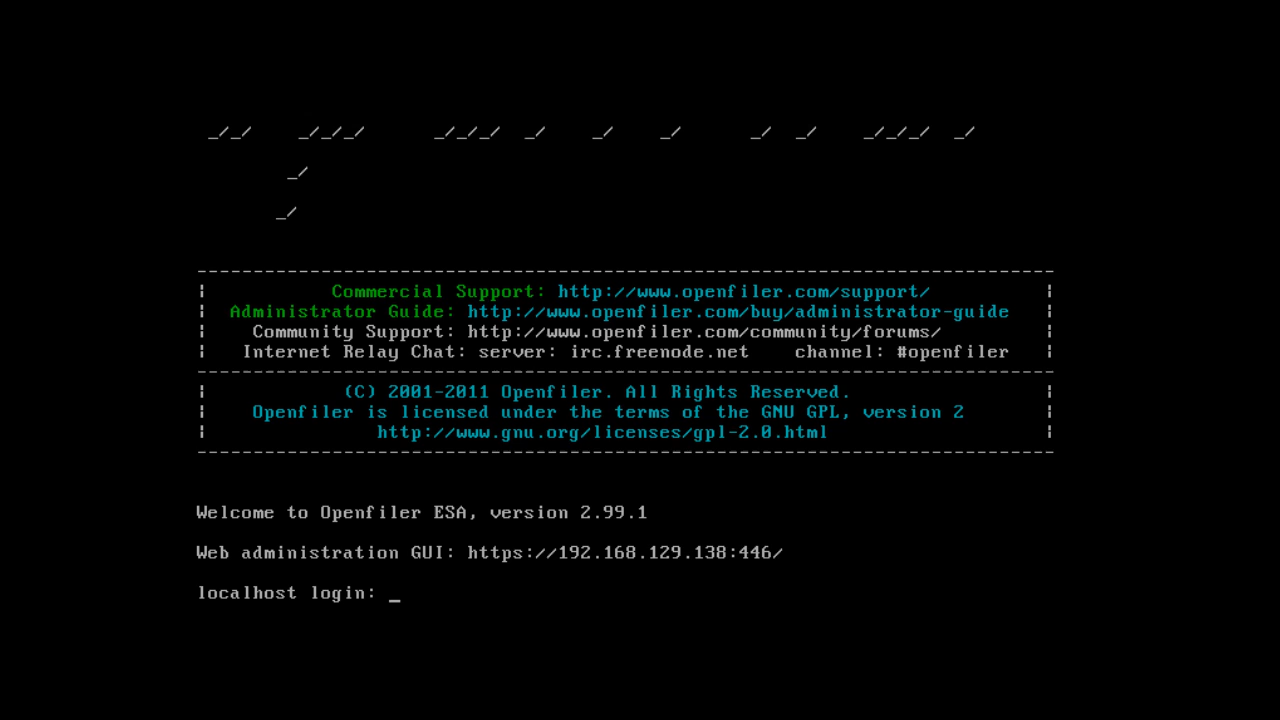 _/_/    _/_/_/      _/_/_/  _/    _/    _/      _/  _/    _/_/_/  _/
_/
_/
------------------------------------------------------------
| Commercial Support: http://www.openfiler.com/support/ |
| Administrator Guide: http://www.openfiler.com/buy/administrator-guide |
| Community Support: http://www.openfiler.com/community/forums/ |
| Internet Relay Chat: server: irc.freenode.net    channel: #openfiler |
------------------------------------------------------------
| (C) 2001-2011 Openfiler. All Rights Reserved. |
| Openfiler is licensed under the terms of the GNU GPL, version 2 |
| http://www.gnu.org/licenses/gpl-2.0.html |
------------------------------------------------------------
Welcome to Openfiler ESA, version 2.99.1
Web administration GUI: https://192.168.129.138:446/
localhost login: _